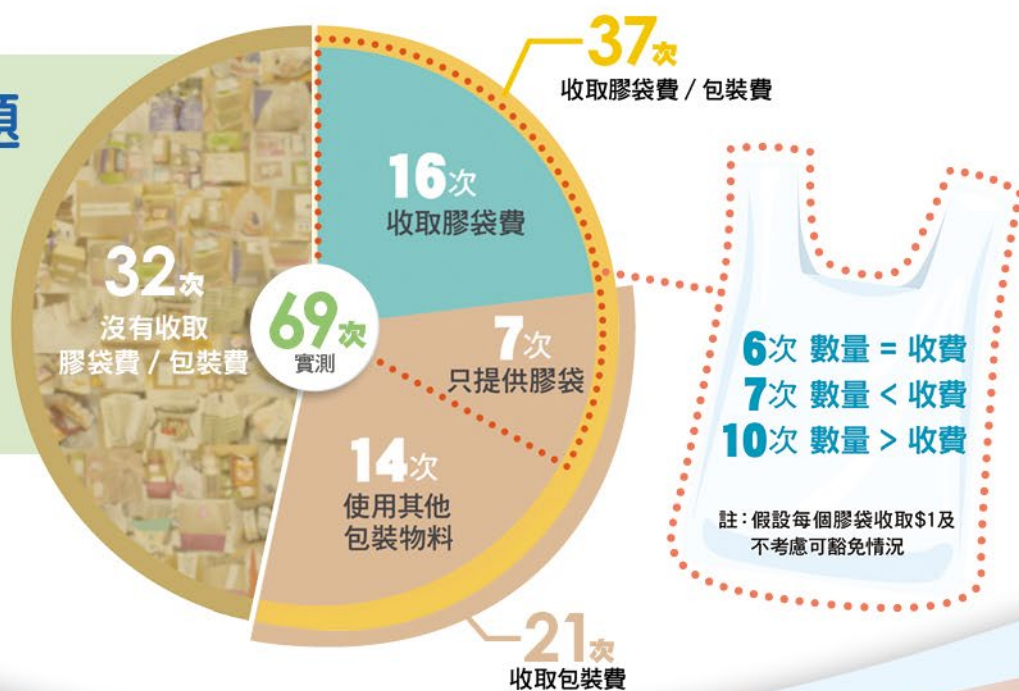 題
37次
收取膠袋費 / 包裝費
16次
收取膠袋費
32次
沒有收取
膠袋費 / 包裝費
69次
實測
7次
只提供膠袋
14次
使用其他
包裝物料
21次
收取包裝費
6次 數量 = 收費
7次 數量 < 收費
10次 數量 > 收費
註：假設每個膠袋收取$1及
不考慮可豁免情況